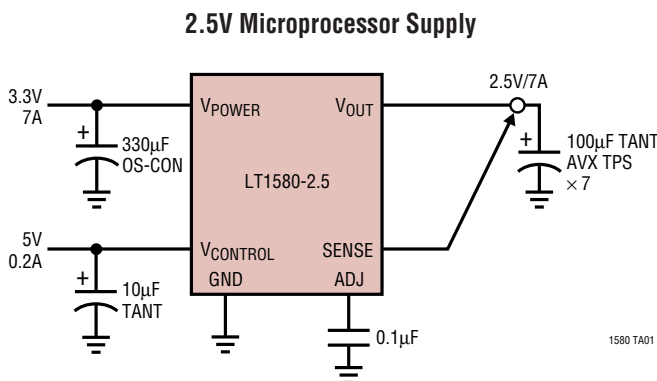 2.5V Microprocessor Supply
3.3V
7A
+
330µF
OS-CON
5V
0.2A
+
10µF
TANT
VPOWER
VOUT
LT1580-2.5
VCONTROL
SENSE
GND
ADJ
0.1µF
2.5V/7A
+
100µF TANT
AVX TPS
× 7
1580 TA01